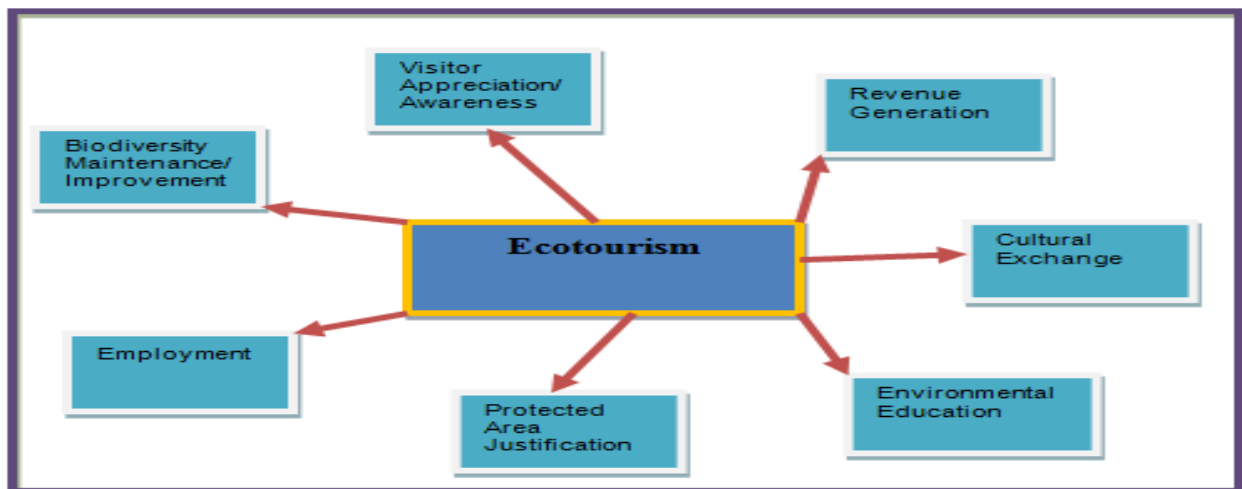 Visitor
Appreciation/
Awareness
Revenue
Generation
Biodiversity
Maintenance/
Improvement
Ecotourism
Cultural
Exchange
Employment
Protected
Area
Justification
Environmental
Education